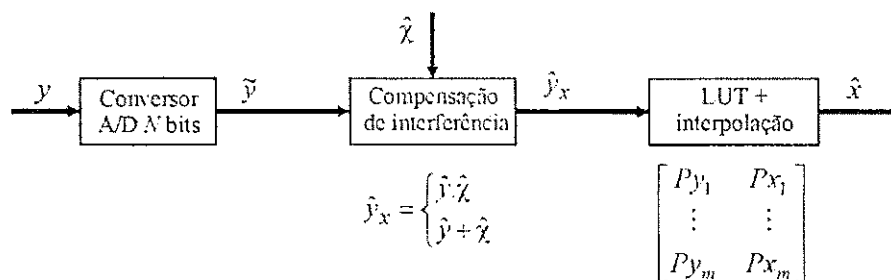 χ̂
y
Conversor
A/D N bits
ỹ
Compensação
de interferência
ŷₓ
LUT +
interpolação
x̂
ŷₓ = { ŷ.χ̂
ŷ + χ̂
[ Py₁ Px₁
⋮ ⋮
Pyₘ Pxₘ ]